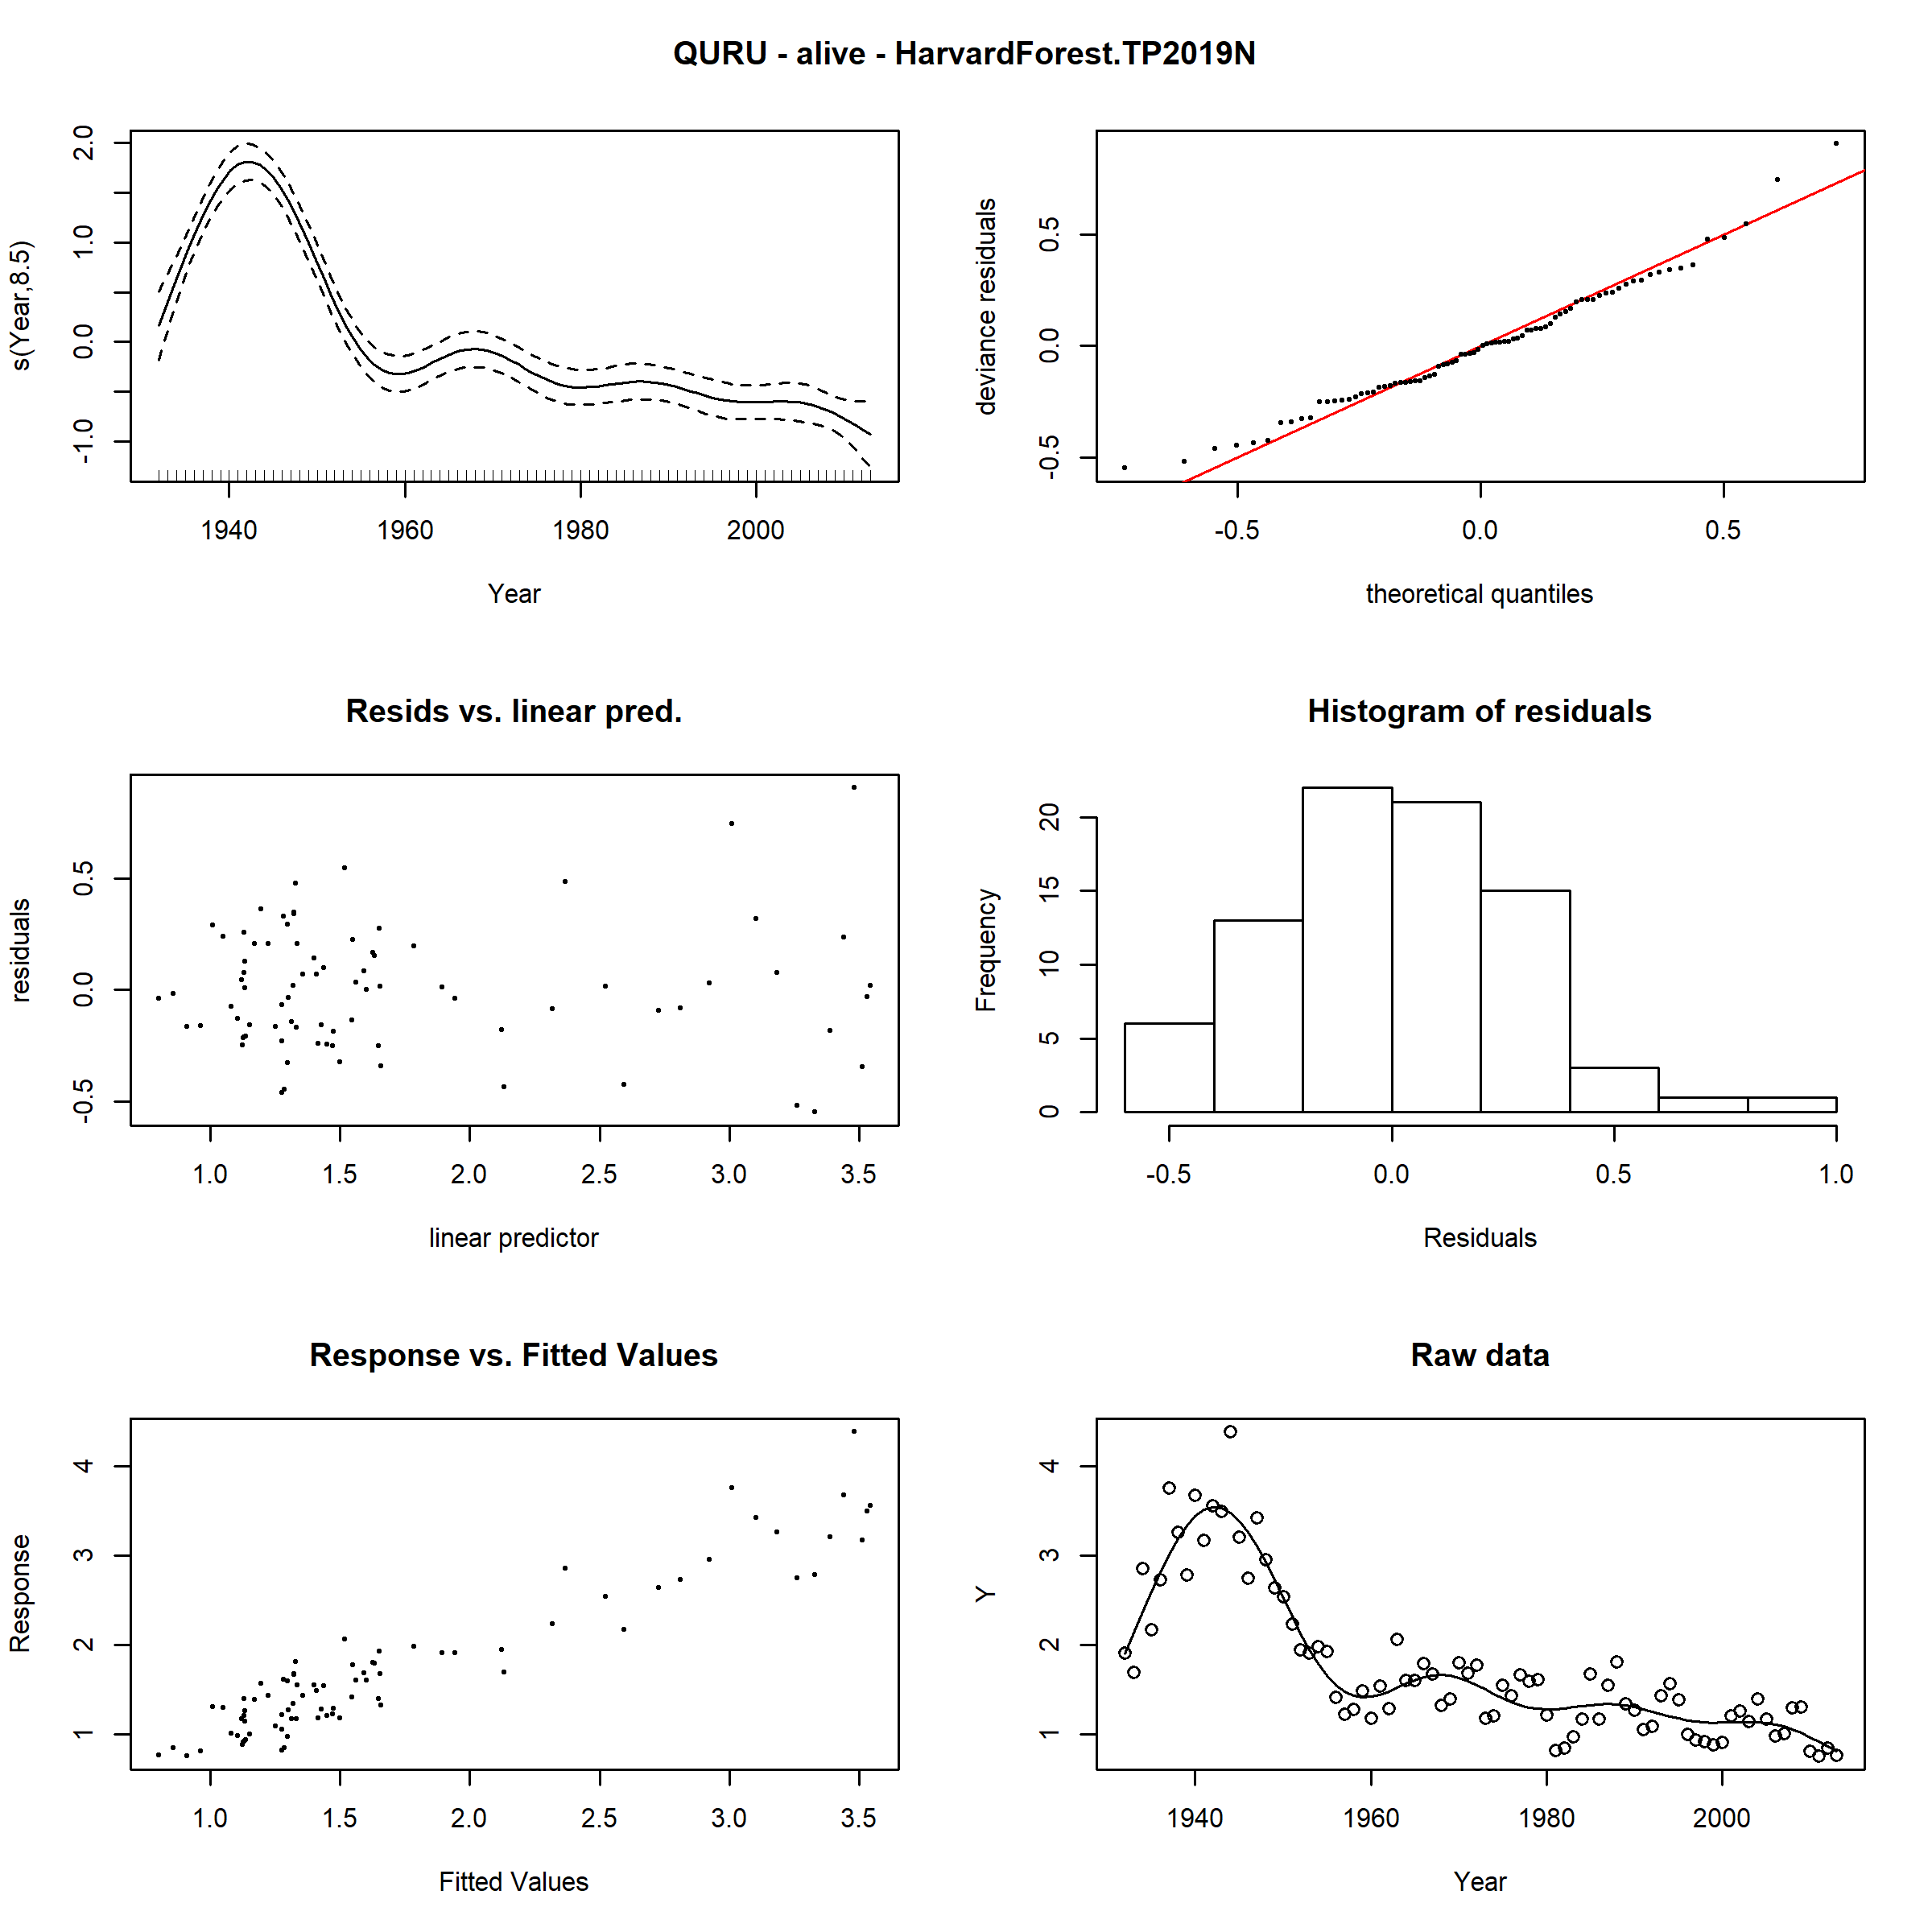 QURU - alive - HarvardForest.TP2019N
s(Year,8.5)
-1.0 0.0 1.0 2.0
1940 1960 1980 2000
Year
deviance residuals
-0.5 0.0 0.5
-0.5 0.0 0.5
theoretical quantiles
Resids vs. linear pred.
residuals
-0.5 0.0 0.5
1.0 1.5 2.0 2.5 3.0 3.5
linear predictor
Histogram of residuals
Frequency
0 5 10 15 20
-0.5 0.0 0.5 1.0
Residuals
Response vs. Fitted Values
Response
1 2 3 4
1.0 1.5 2.0 2.5 3.0 3.5
Fitted Values
Raw data
Y
1 2 3 4
1940 1960 1980 2000
Year